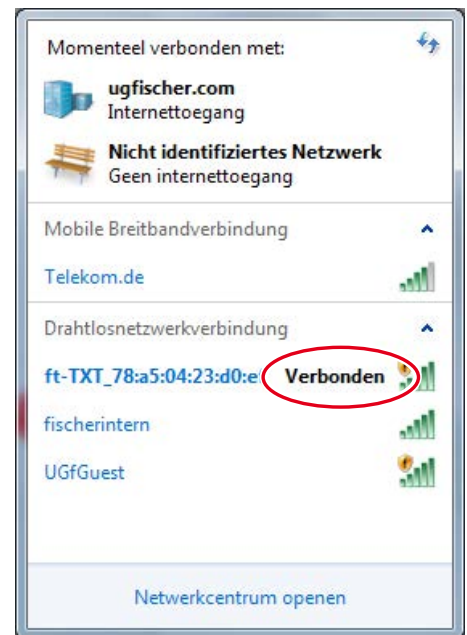 Momenteel verbonden met:
ugfischer.com
Internettoegang
Nicht identifiziertes Netzwerk
Geen internettoegang
Mobile Breitbandverbindung
Telekom.de
Drahtlosnetzwerkverbindung
ft-TXT_78:a5:04:23:d0:e Verbonden
fischerintern
UGfGuest
Netwerkcentrum openen